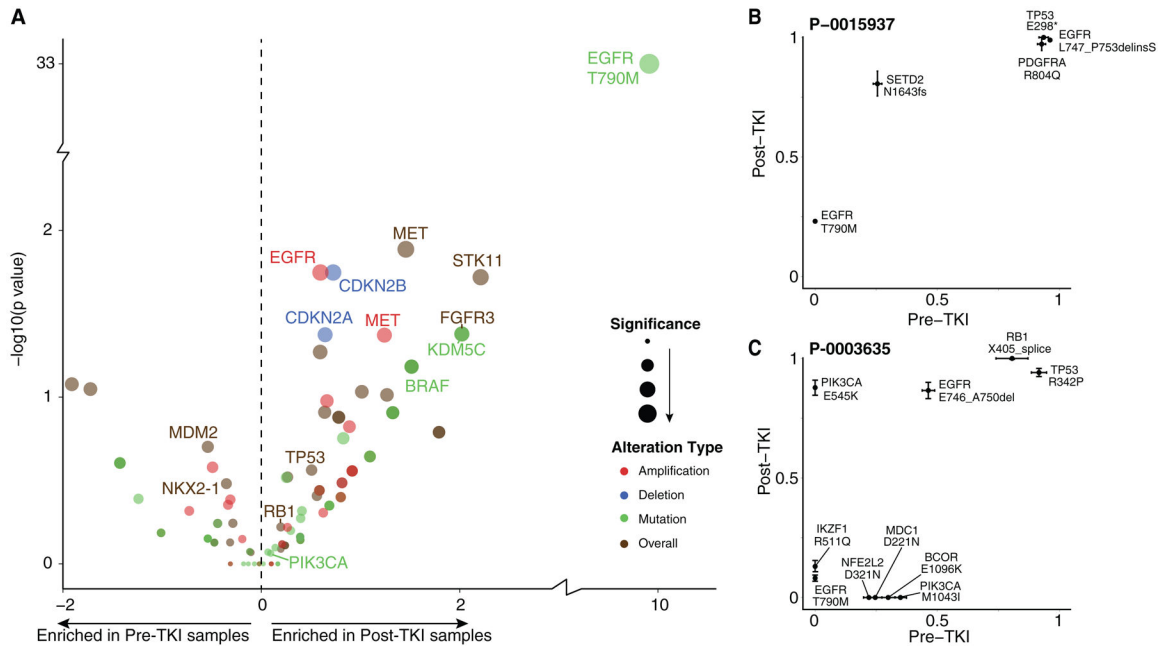 A
33
2
1
0
−log10(p value)
−2
0
2
10
Enriched in Pre-TKI samples
Enriched in Post-TKI samples
EGFR
T790M
MET
STK11
EGFR
CDKN2B
CDKN2A
MET
FGFR3
KDM5C
BRAF
MDM2
NKX2-1
TP53
RB1
PIK3CA
Significance
Alteration Type
Amplification
Deletion
Mutation
Overall
B
P-0015937
1
0.5
0
Post−TKI
0
0.5
1
Pre−TKI
TP53
E298*
EGFR
L747_P753delinsS
PDGFRA
R804Q
SETD2
N1643fs
EGFR
T790M
C
P-0003635
1
0.5
0
Post−TKI
0
0.5
1
Pre−TKI
RB1
X405_splice
TP53
R342P
PIK3CA
E545K
EGFR
E746_A750del
IKZF1
R511Q
MDC1
D221N
NFE2L2
D321N
BCOR
E1096K
EGFR
T790M
PIK3CA
M1043I